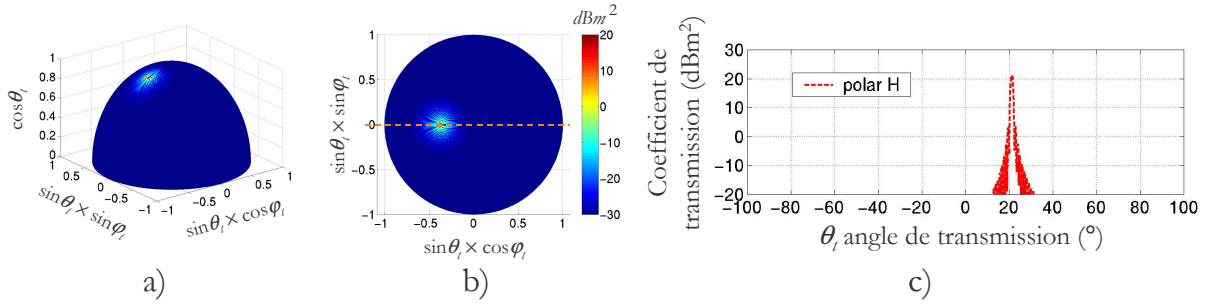 cosθt
1
0.8
0.6
0.4
0.2
0
1
0.5
0
−0.5
−1
−1
−0.5
0
0.5
1
sinθt × sinφt
sinθt × cosφt
a)
dBm²
20
10
0
−10
−20
−30
sinθt × sinφt
1
0.5
0
−0.5
−1
−1
−0.5
0
0.5
1
sinθt × cosφt
b)
Coefficient de
transmission (dBm²)
30
20
10
0
−10
−20
polar H
−100 −80 −60 −40 −20 0 20 40 60 80 100
θt angle de transmission (°)
c)